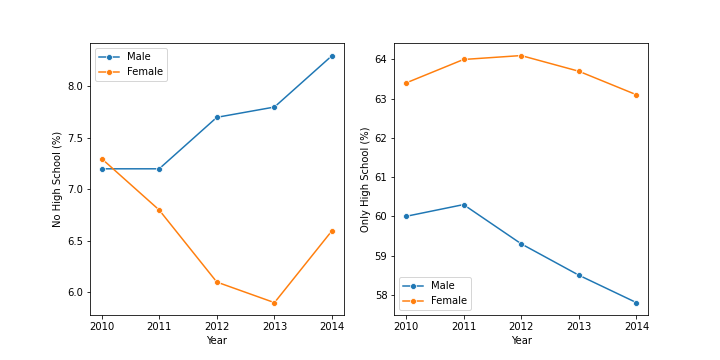 Male
Female
8.0
7.5
7.0
6.5
6.0
No High School (%)
2010 2011 2012 2013 2014
Year
64
63
62
61
60
59
58
Only High School (%)
Male
Female
2010 2011 2012 2013 2014
Year